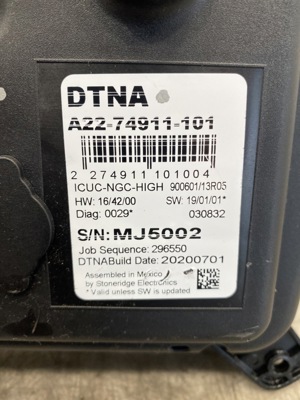 DTNA
A22-74911-101
2 274911 101004
ICUC-NGC-HIGH 900601/13R05
HW: 16/42/00 SW: 19/01/01*
Diag: 0029* 030832
S/N: MJ5002
Job Sequence: 296550
DTNABuild Date: 20200701
Assembled in Mexico
by Stoneridge Electronics
* Valid unless SW is updated